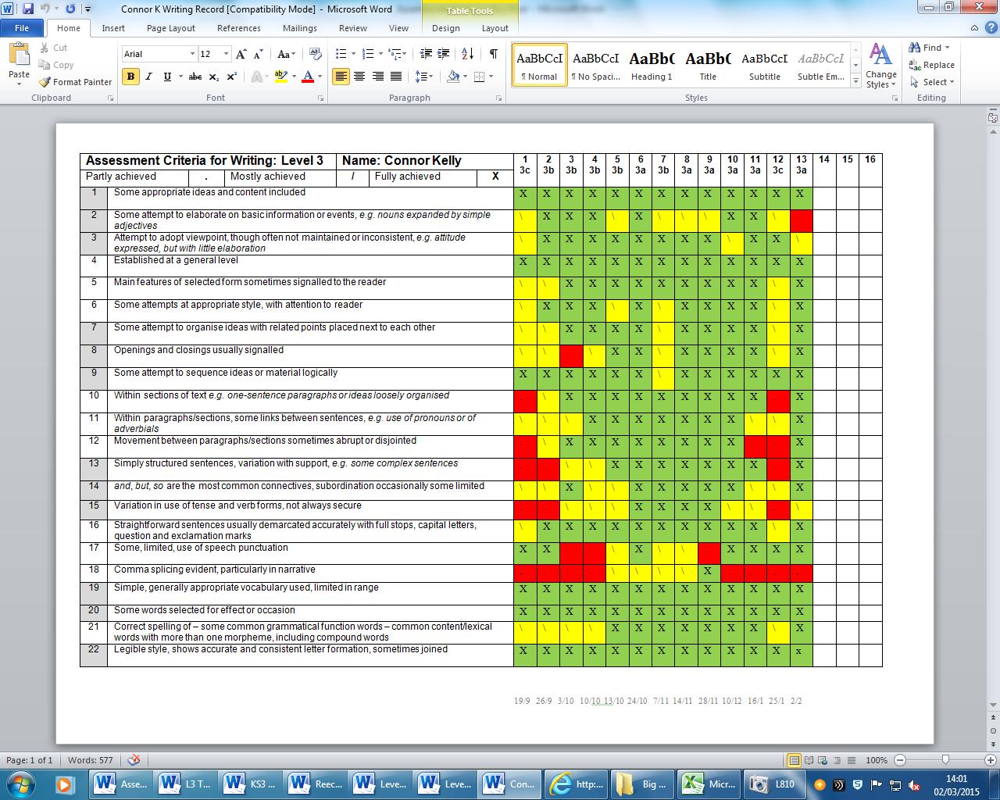 Connor K Writing Record [Compatibility Mode] - Microsoft Word
Table Tools
File Home Insert Page Layout References Mailings Review View Design Layout
Paste
Cut
Copy
Format Painter
Clipboard
Arial 12
Font
Paragraph
AaBbCcI AaBbCcI AaBbC AaBbC AaBbCcI AaBbCcI
¶ Normal ¶ No Spaci... Heading 1 Title Subtitle Subtle Em...
Styles
Change Styles
Find
Replace
Select
Editing
Assessment Criteria for Writing: Level 3 Name: Connor Kelly 1 2 3 4 5 6 7 8 9 10 11 12 13 14 15 16
3c 3b 3b 3b 3b 3a 3b 3a 3a 3a 3a 3c 3a
Partly achieved . Mostly achieved / Fully achieved X
1 Some appropriate ideas and content included X X X X X X X X X X X X X
2 Some attempt to elaborate on basic information or events, e.g. nouns expanded by simple \ X X X \ X \ \ \ X X \ .
adjectives
3 Attempt to adopt viewpoint, though often not maintained or inconsistent, e.g. attitude \ X X X X X X X X \ X X \
expressed, but with little elaboration
4 Established at a general level X X X X X X X X X X X X X
5 Main features of selected form sometimes signalled to the reader \ \ X X X X X X X X X \ X
6 Some attempts at appropriate style, with attention to reader \ X X X \ X \ X X X X \ X
7 Some attempt to organise ideas with related points placed next to each other \ \ X X X X \ X X X X \ X
8 Openings and closings usually signalled \ \ . \ X X \ X X X X \ X
9 Some attempt to sequence ideas or material logically X X X X X X \ X X X X X X
10 Within sections of text e.g. one-sentence paragraphs or ideas loosely organised . \ X X X X X X X X X . X
11 Within paragraphs/sections, some links between sentences, e.g. use of pronouns or of \ \ \ X X X X X X X \ \ X
adverbials
12 Movement between paragraphs/sections sometimes abrupt or disjointed . \ X X X X X X X X . . X
13 Simply structured sentences, variation with support, e.g. some complex sentences . . \ \ X X X X X X X . X
14 and, but, so are the most common connectives, subordination occasionally some limited \ \ X \ \ X X X X X \ \ X
15 Variation in use of tense and verb forms, not always secure . . \ \ \ X X X X \ \ . \
16 Straightforward sentences usually demarcated accurately with full stops, capital letters, \ X X X X X X X X X X \ X
question and exclamation marks
17 Some, limited, use of speech punctuation X X . . \ X \ \ . X X X X
18 Comma splicing evident, particularly in narrative . . . . \ \ \ \ X . . . .
19 Simple, generally appropriate vocabulary used, limited in range X X X X X X X X X X X X X
20 Some words selected for effect or occasion X X X X X X X X X X X X X
21 Correct spelling of – some common grammatical function words – common content/lexical \ \ \ \ X X X X X X X \ X
words with more than one morpheme, including compound words
22 Legible style, shows accurate and consistent letter formation, sometimes joined X X X X X X X X X X X X x
19/9 26/9 3/10 10/10 13/10 24/10 7/11 14/11 28/11 10/12 16/1 25/1 2/2
Page: 1 of 1 Words: 577 100%
Asse... L3 T... KS3 ... Reec... Leve... Leve... Con... http:... Big ... Micr... L810
14:01
02/03/2015